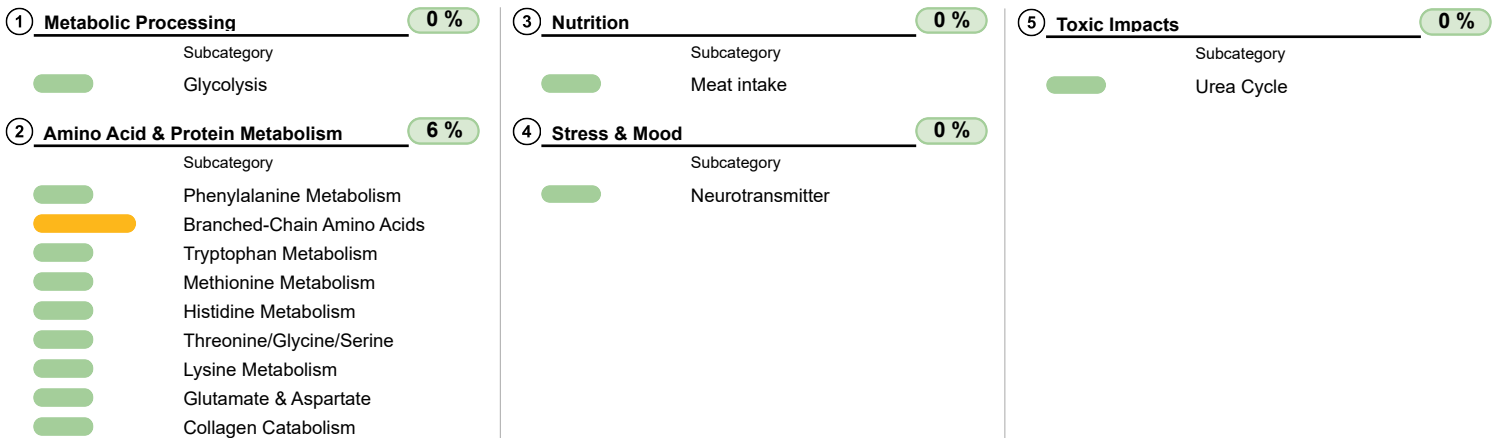 1 Metabolic Processing 0 %
Subcategory
Glycolysis
2 Amino Acid & Protein Metabolism 6 %
Subcategory
Phenylalanine Metabolism
Branched-Chain Amino Acids
Tryptophan Metabolism
Methionine Metabolism
Histidine Metabolism
Threonine/Glycine/Serine
Lysine Metabolism
Glutamate & Aspartate
Collagen Catabolism
3 Nutrition 0 %
Subcategory
Meat intake
4 Stress & Mood 0 %
Subcategory
Neurotransmitter
5 Toxic Impacts 0 %
Subcategory
Urea Cycle